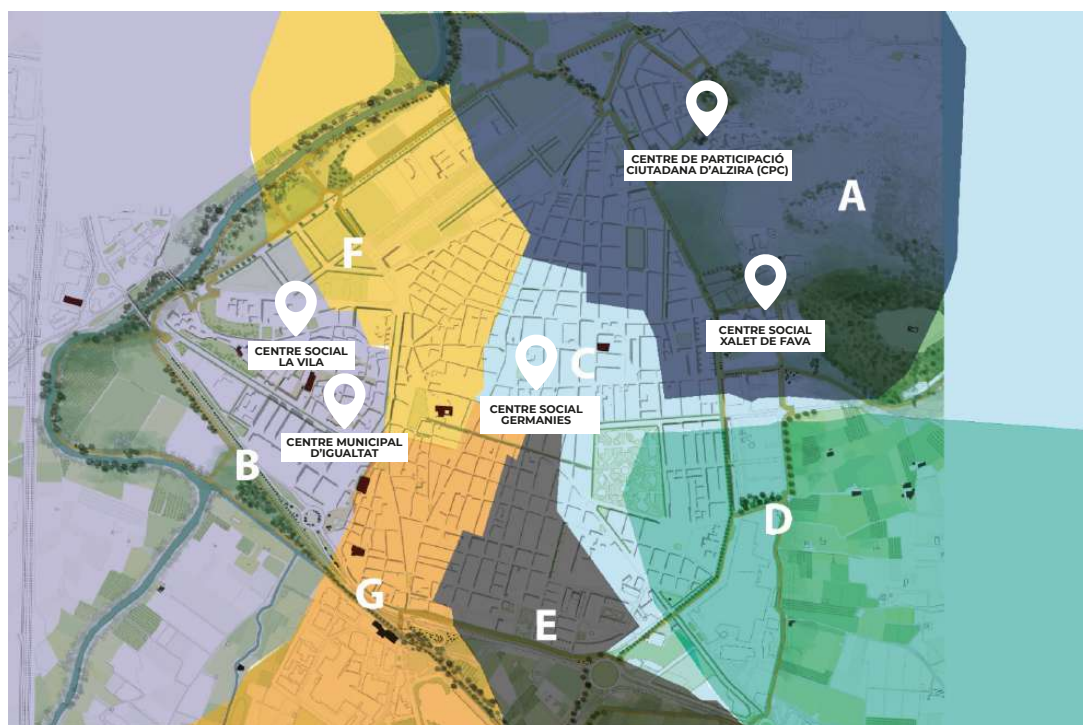 CENTRE DE PARTICIPACIÓ
CIUTADANA D'ALZIRA (CPC)
A
F
CENTRE SOCIAL
XALET DE FAVA
CENTRE SOCIAL
LA VILA
C
CENTRE SOCIAL
GERMANIES
CENTRE MUNICIPAL
D'IGUALTAT
B
D
G
E